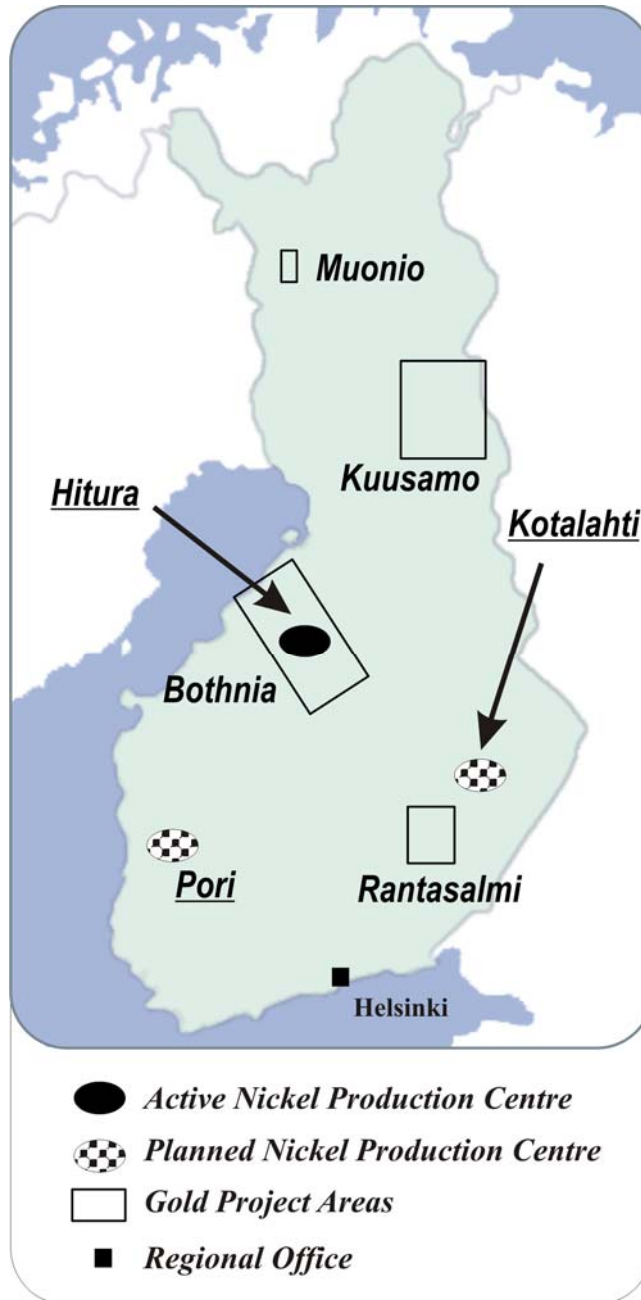 Muonio
Kuusamo
Hitura
Kotalahti
Bothnia
Pori
Rantasalmi
Helsinki
Active Nickel Production Centre
Planned Nickel Production Centre
Gold Project Areas
Regional Office